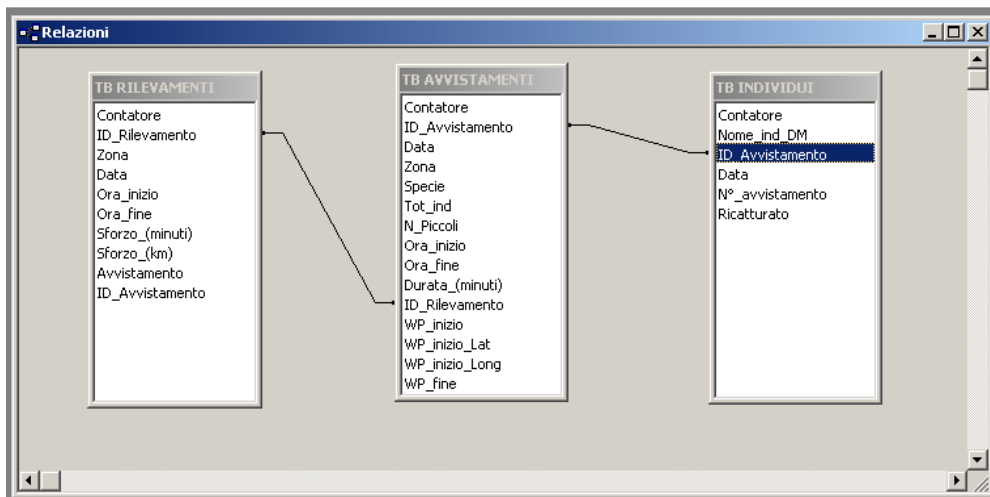 Relazioni
TB RILEVAMENTI
Contatore
ID_Rilevamento
Zona
Data
Ora_inizio
Ora_fine
Sforzo_(minuti)
Sforzo_(km)
Avvistamento
ID_Avvistamento
TB AVVISTAMENTI
Contatore
ID_Avvistamento
Data
Zona
Specie
Tot_ind
N_Piccoli
Ora_inizio
Ora_fine
Durata_(minuti)
ID_Rilevamento
WP_inizio
WP_inizio_Lat
WP_inizio_Long
WP_fine
TB INDIVIDUI
Contatore
Nome_ind_DM
ID_Avvistamento
Data
N°_avvistamento
Ricatturato